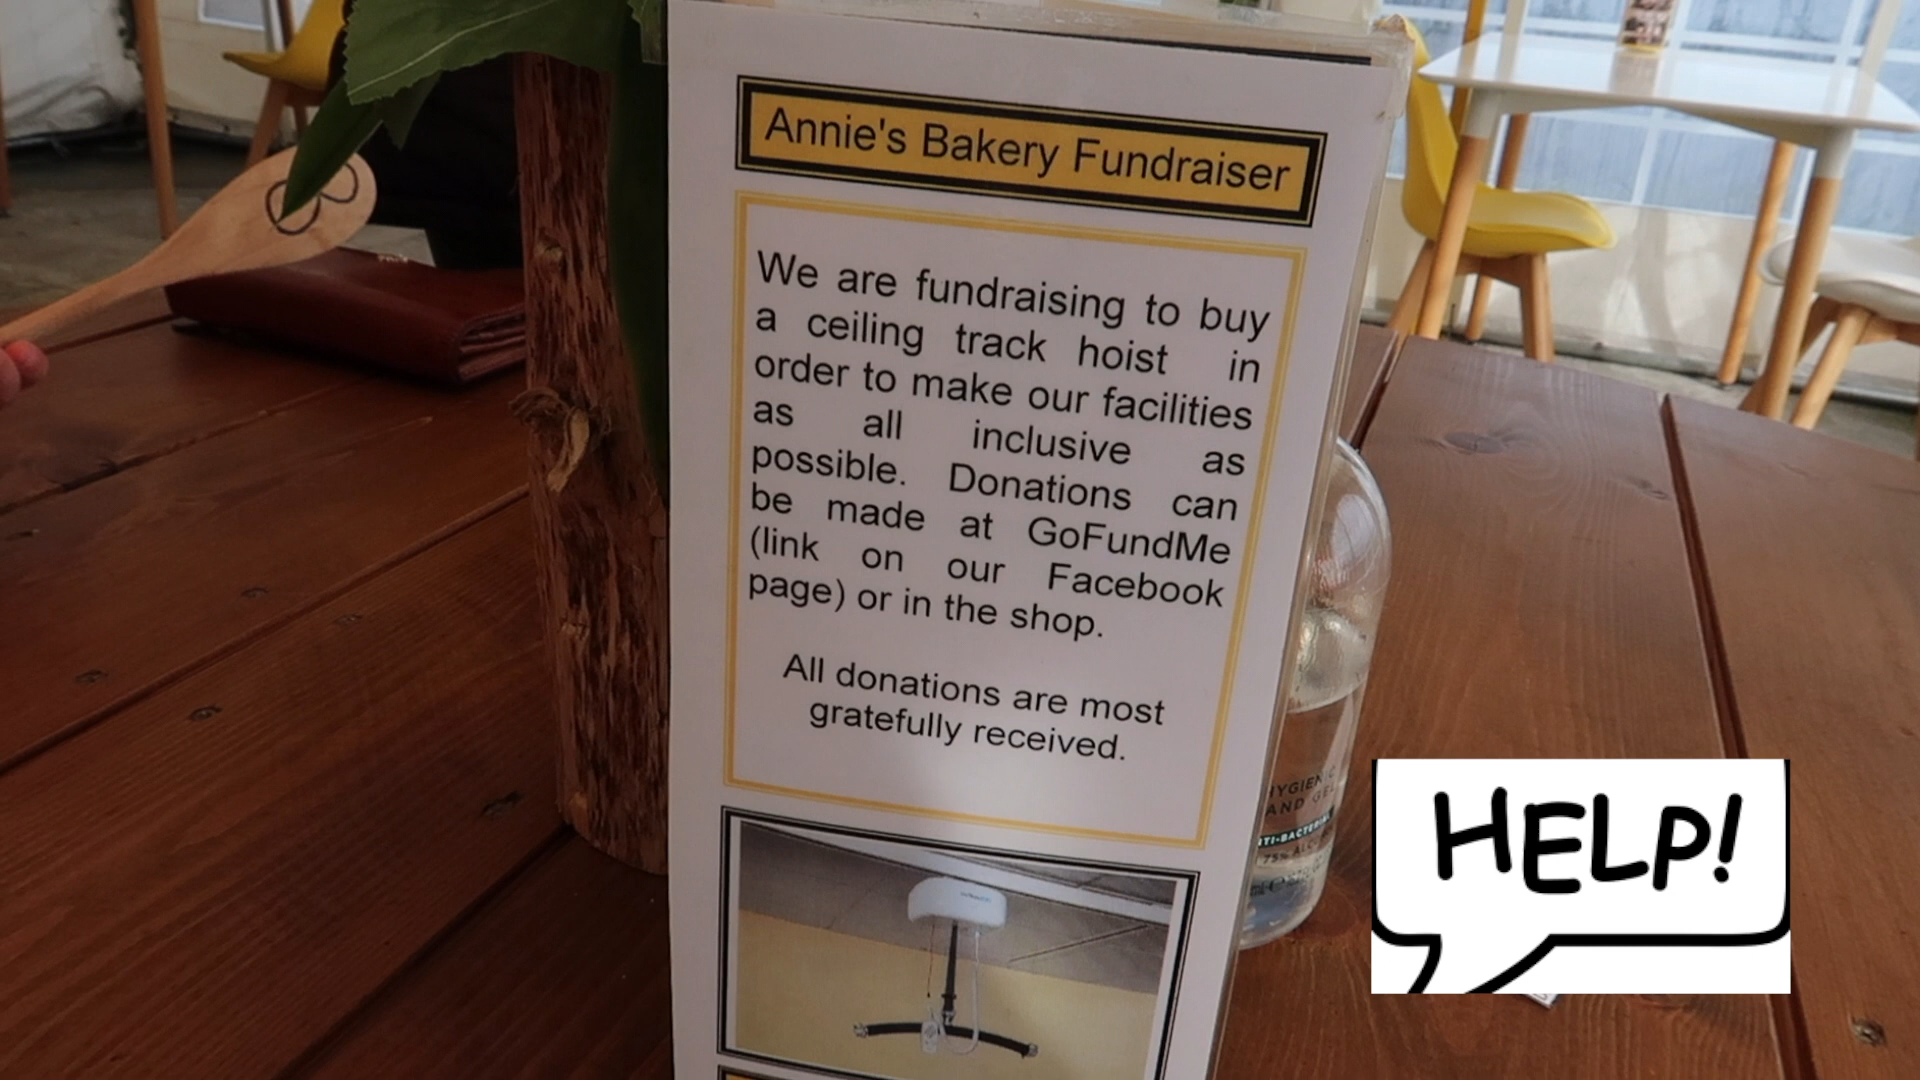 Annie's Bakery Fundraiser
We are fundraising to buy
a ceiling track hoist in
order to make our facilities
as all inclusive as
possible. Donations can
be made at GoFundMe
(link on our Facebook
page) or in the shop.
All donations are most
gratefully received.
HELP!